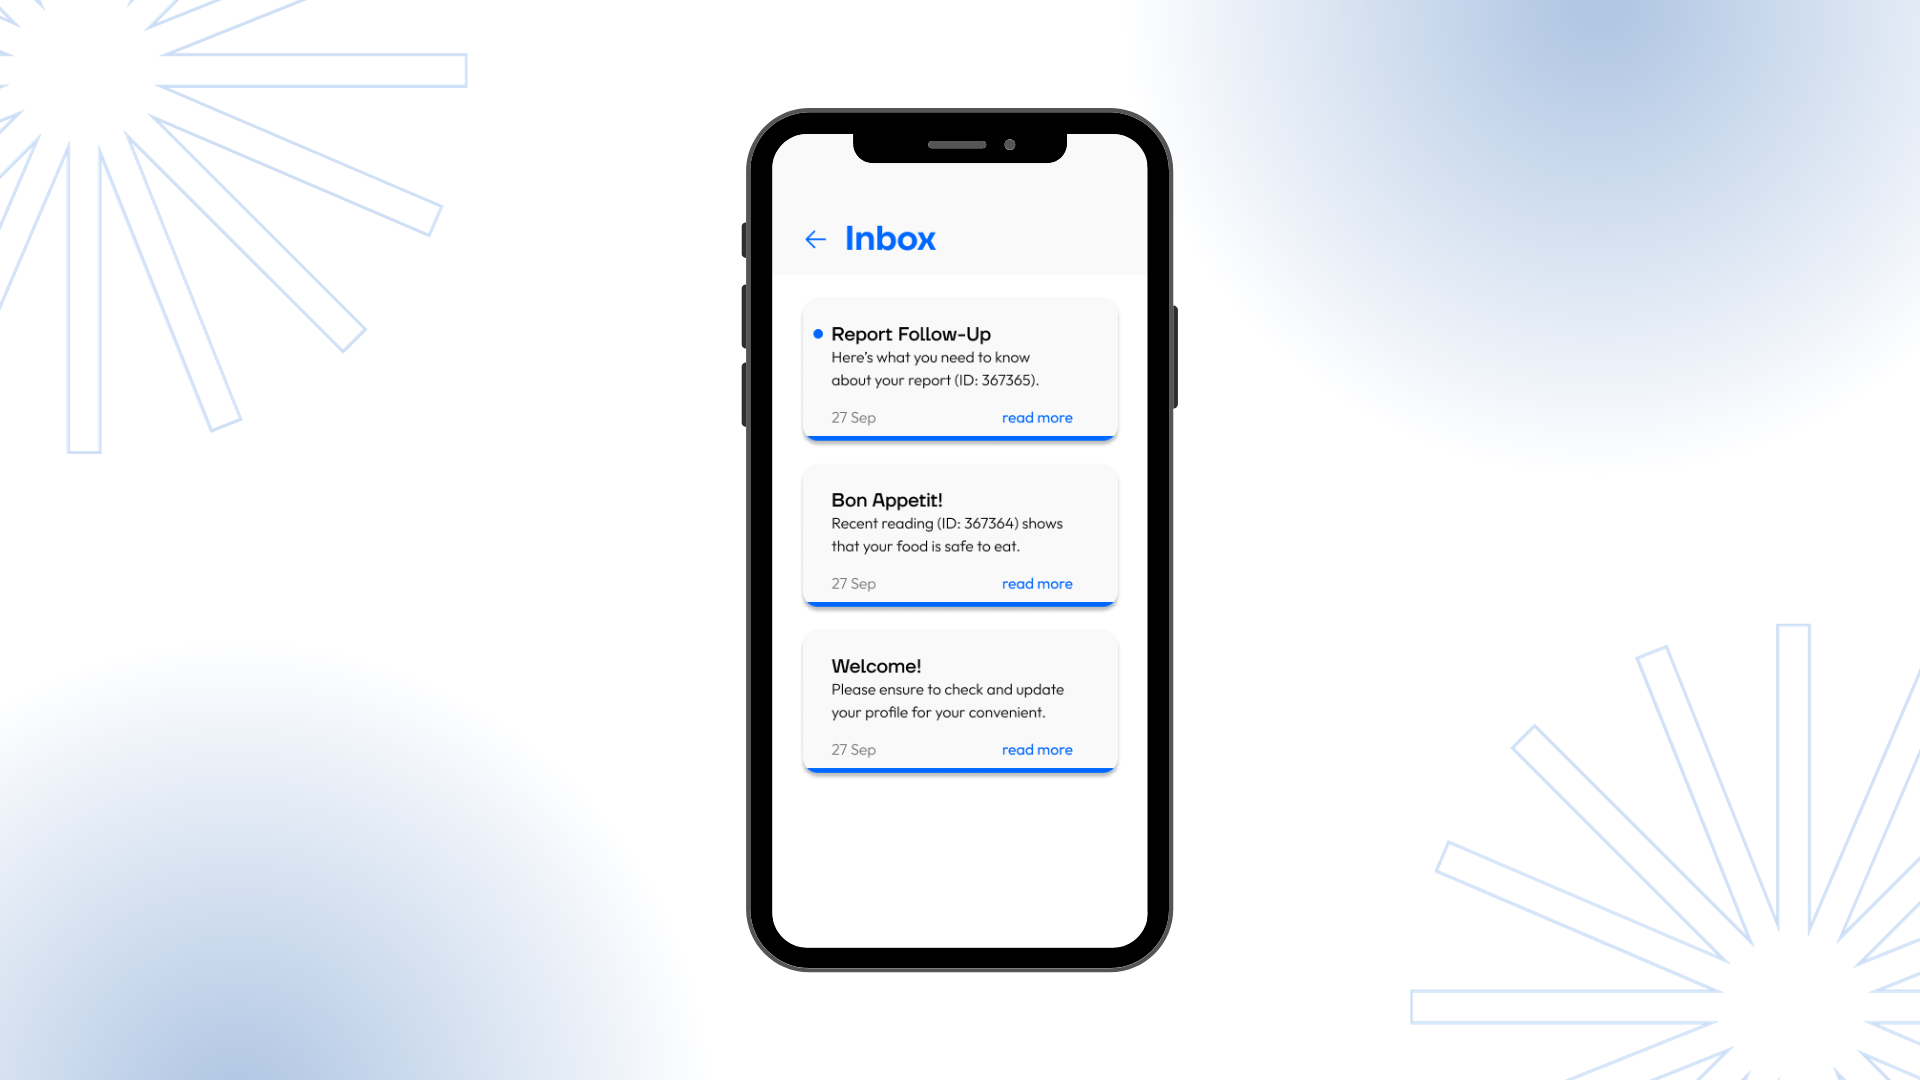 Inbox
Report Follow-Up
Here's what you need to know
about your report (ID: 367365).
27 Sep read more
Bon Appetit!
Recent reading (ID: 367364) shows
that your food is safe to eat.
27 Sep read more
Welcome!
Please ensure to check and update
your profile for your convenient.
27 Sep read more